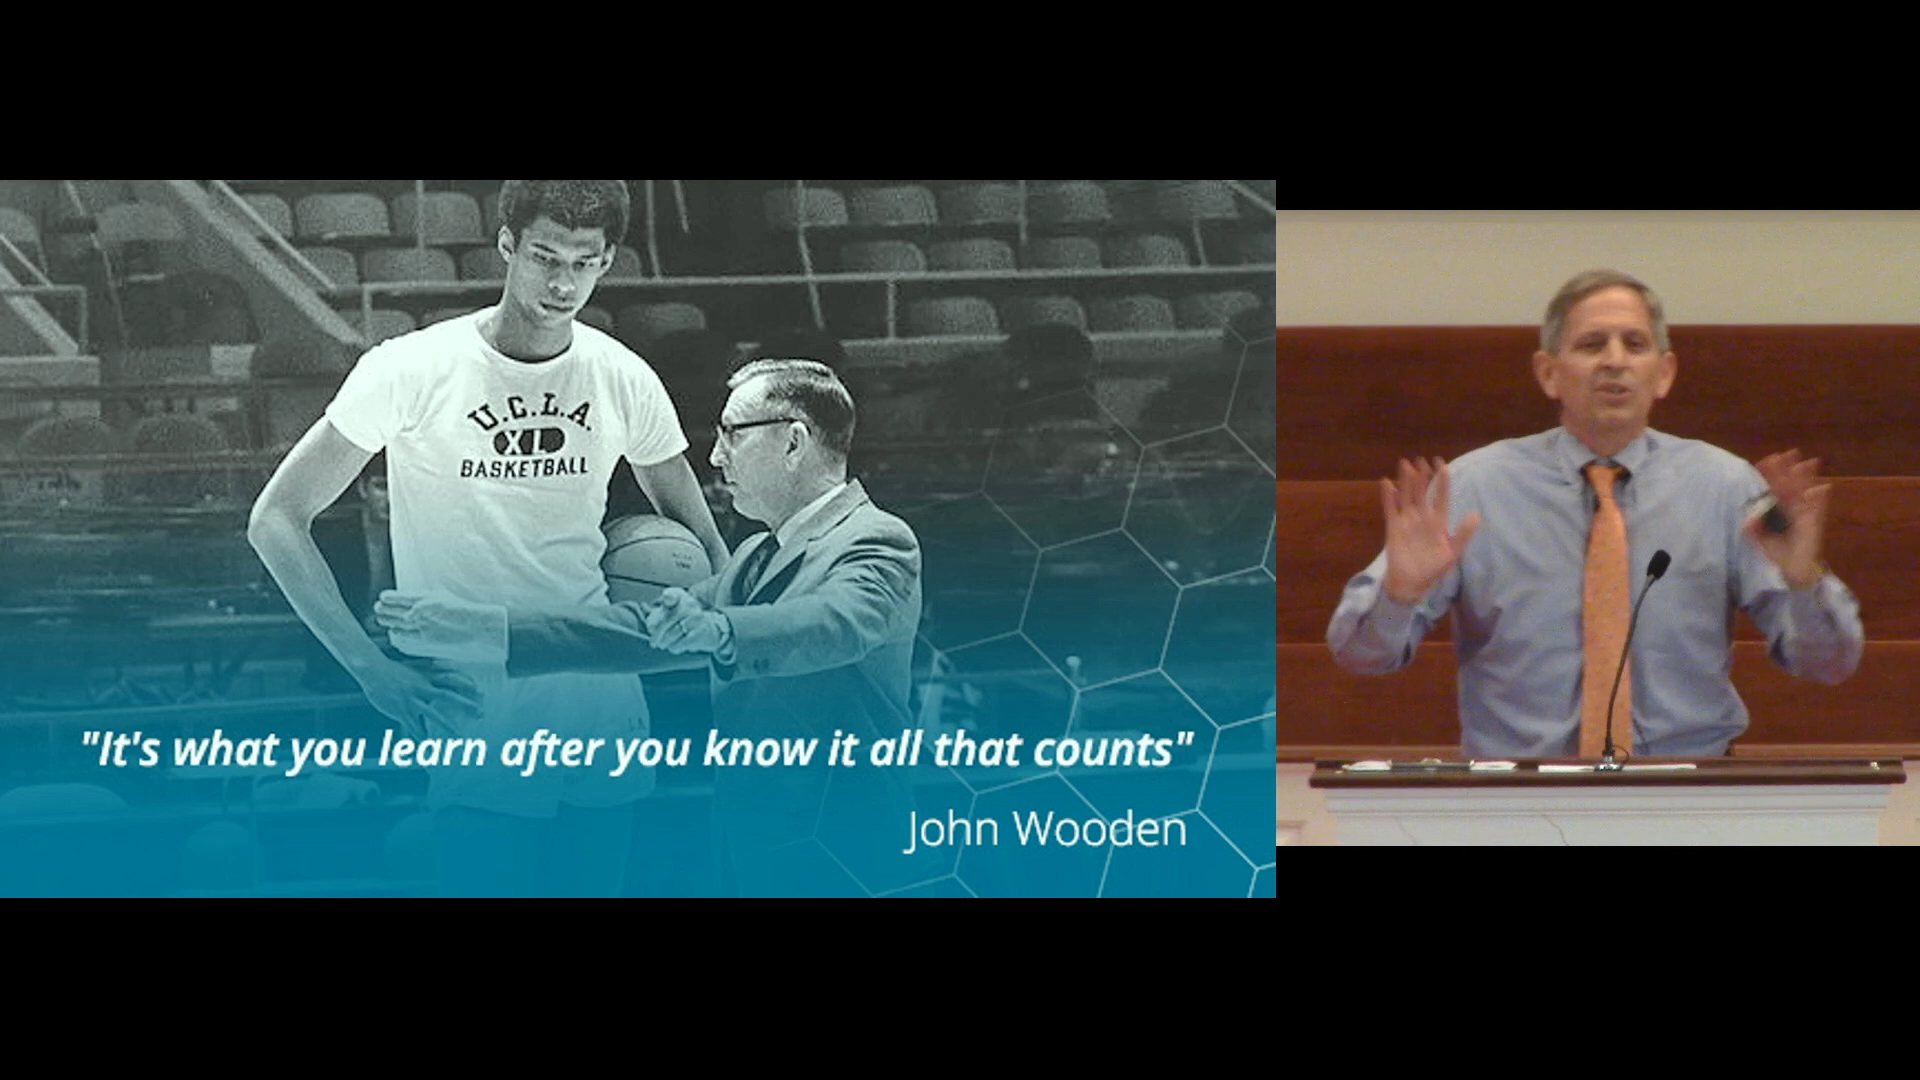 U.C.L.A.
XL
BASKETBALL
"It's what you learn after you know it all that counts"
John Wooden